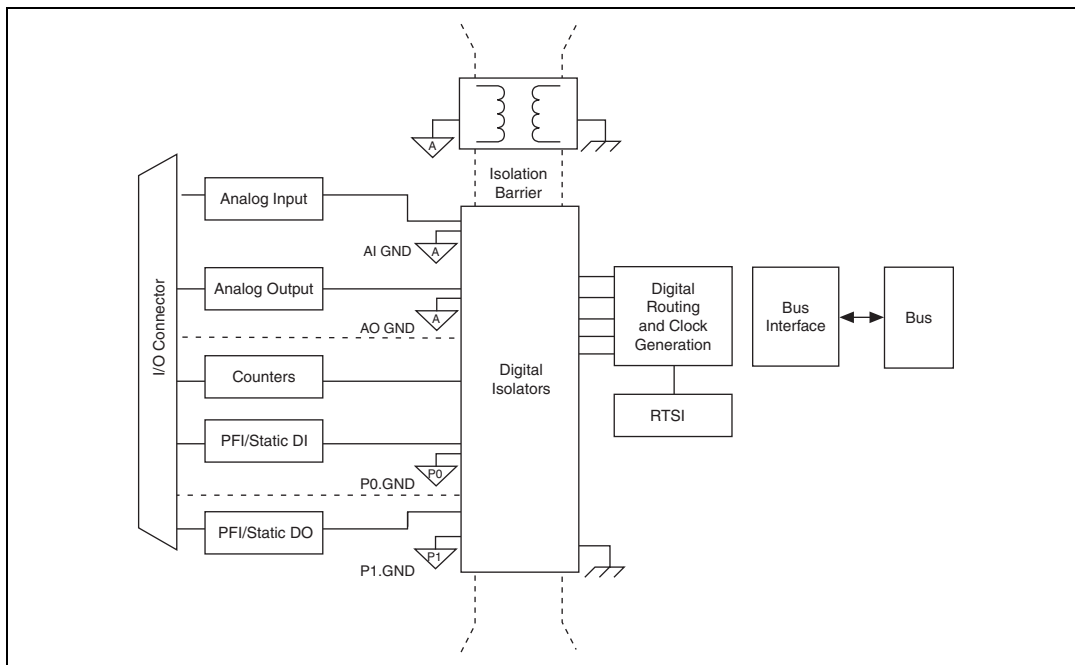 A
Isolation
Barrier
I/O Connector
Analog Input
AI GND
A
Analog Output
AO GND
A
Counters
PFI/Static DI
P0.GND
P0
PFI/Static DO
P1.GND
P1
Digital
Isolators
Digital
Routing
and Clock
Generation
RTSI
Bus
Interface
Bus